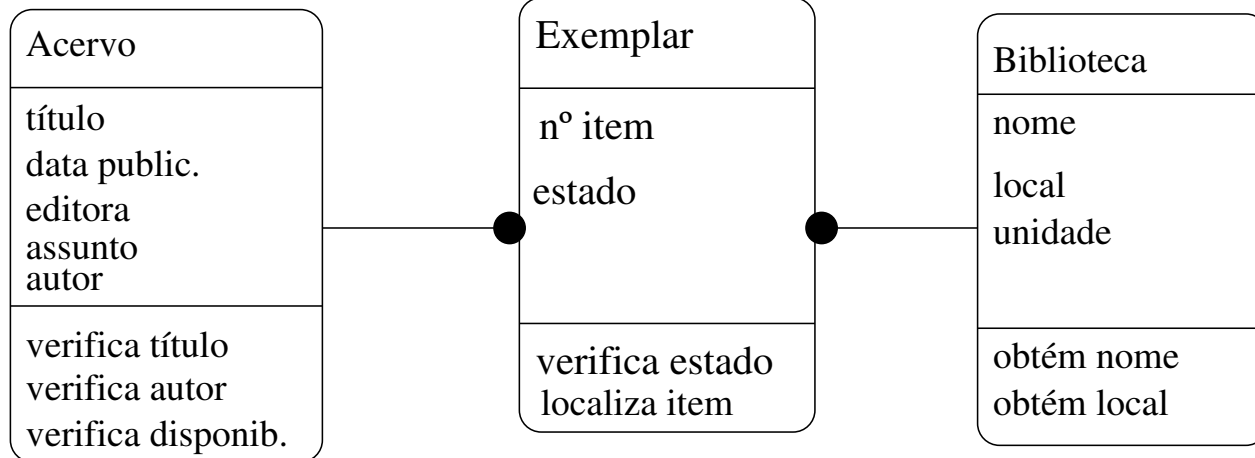 Acervo
título
data public.
editora
assunto
autor
verifica título
verifica autor
verifica disponib.
Exemplar
nº item
estado
verifica estado
localiza item
Biblioteca
nome
local
unidade
obtém nome
obtém local